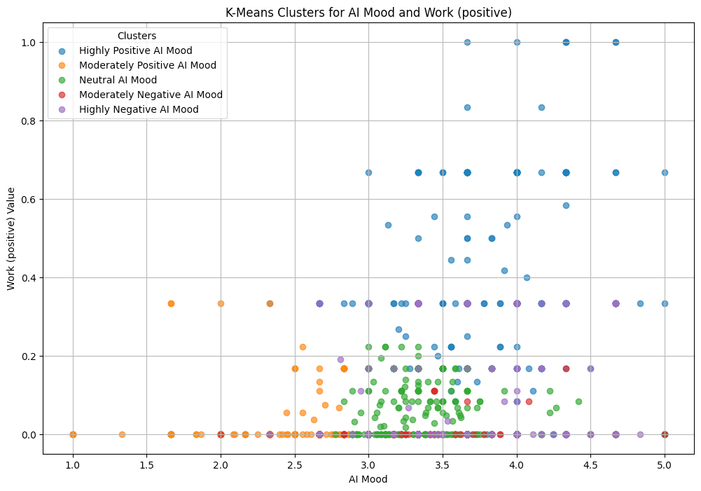 K-Means Clusters for AI Mood and Work (positive)
Clusters
Highly Positive AI Mood
Moderately Positive AI Mood
Neutral AI Mood
Moderately Negative AI Mood
Highly Negative AI Mood
Work (positive) Value
1.0
0.8
0.6
0.4
0.2
0.0
1.0 1.5 2.0 2.5 3.0 3.5 4.0 4.5 5.0
AI Mood